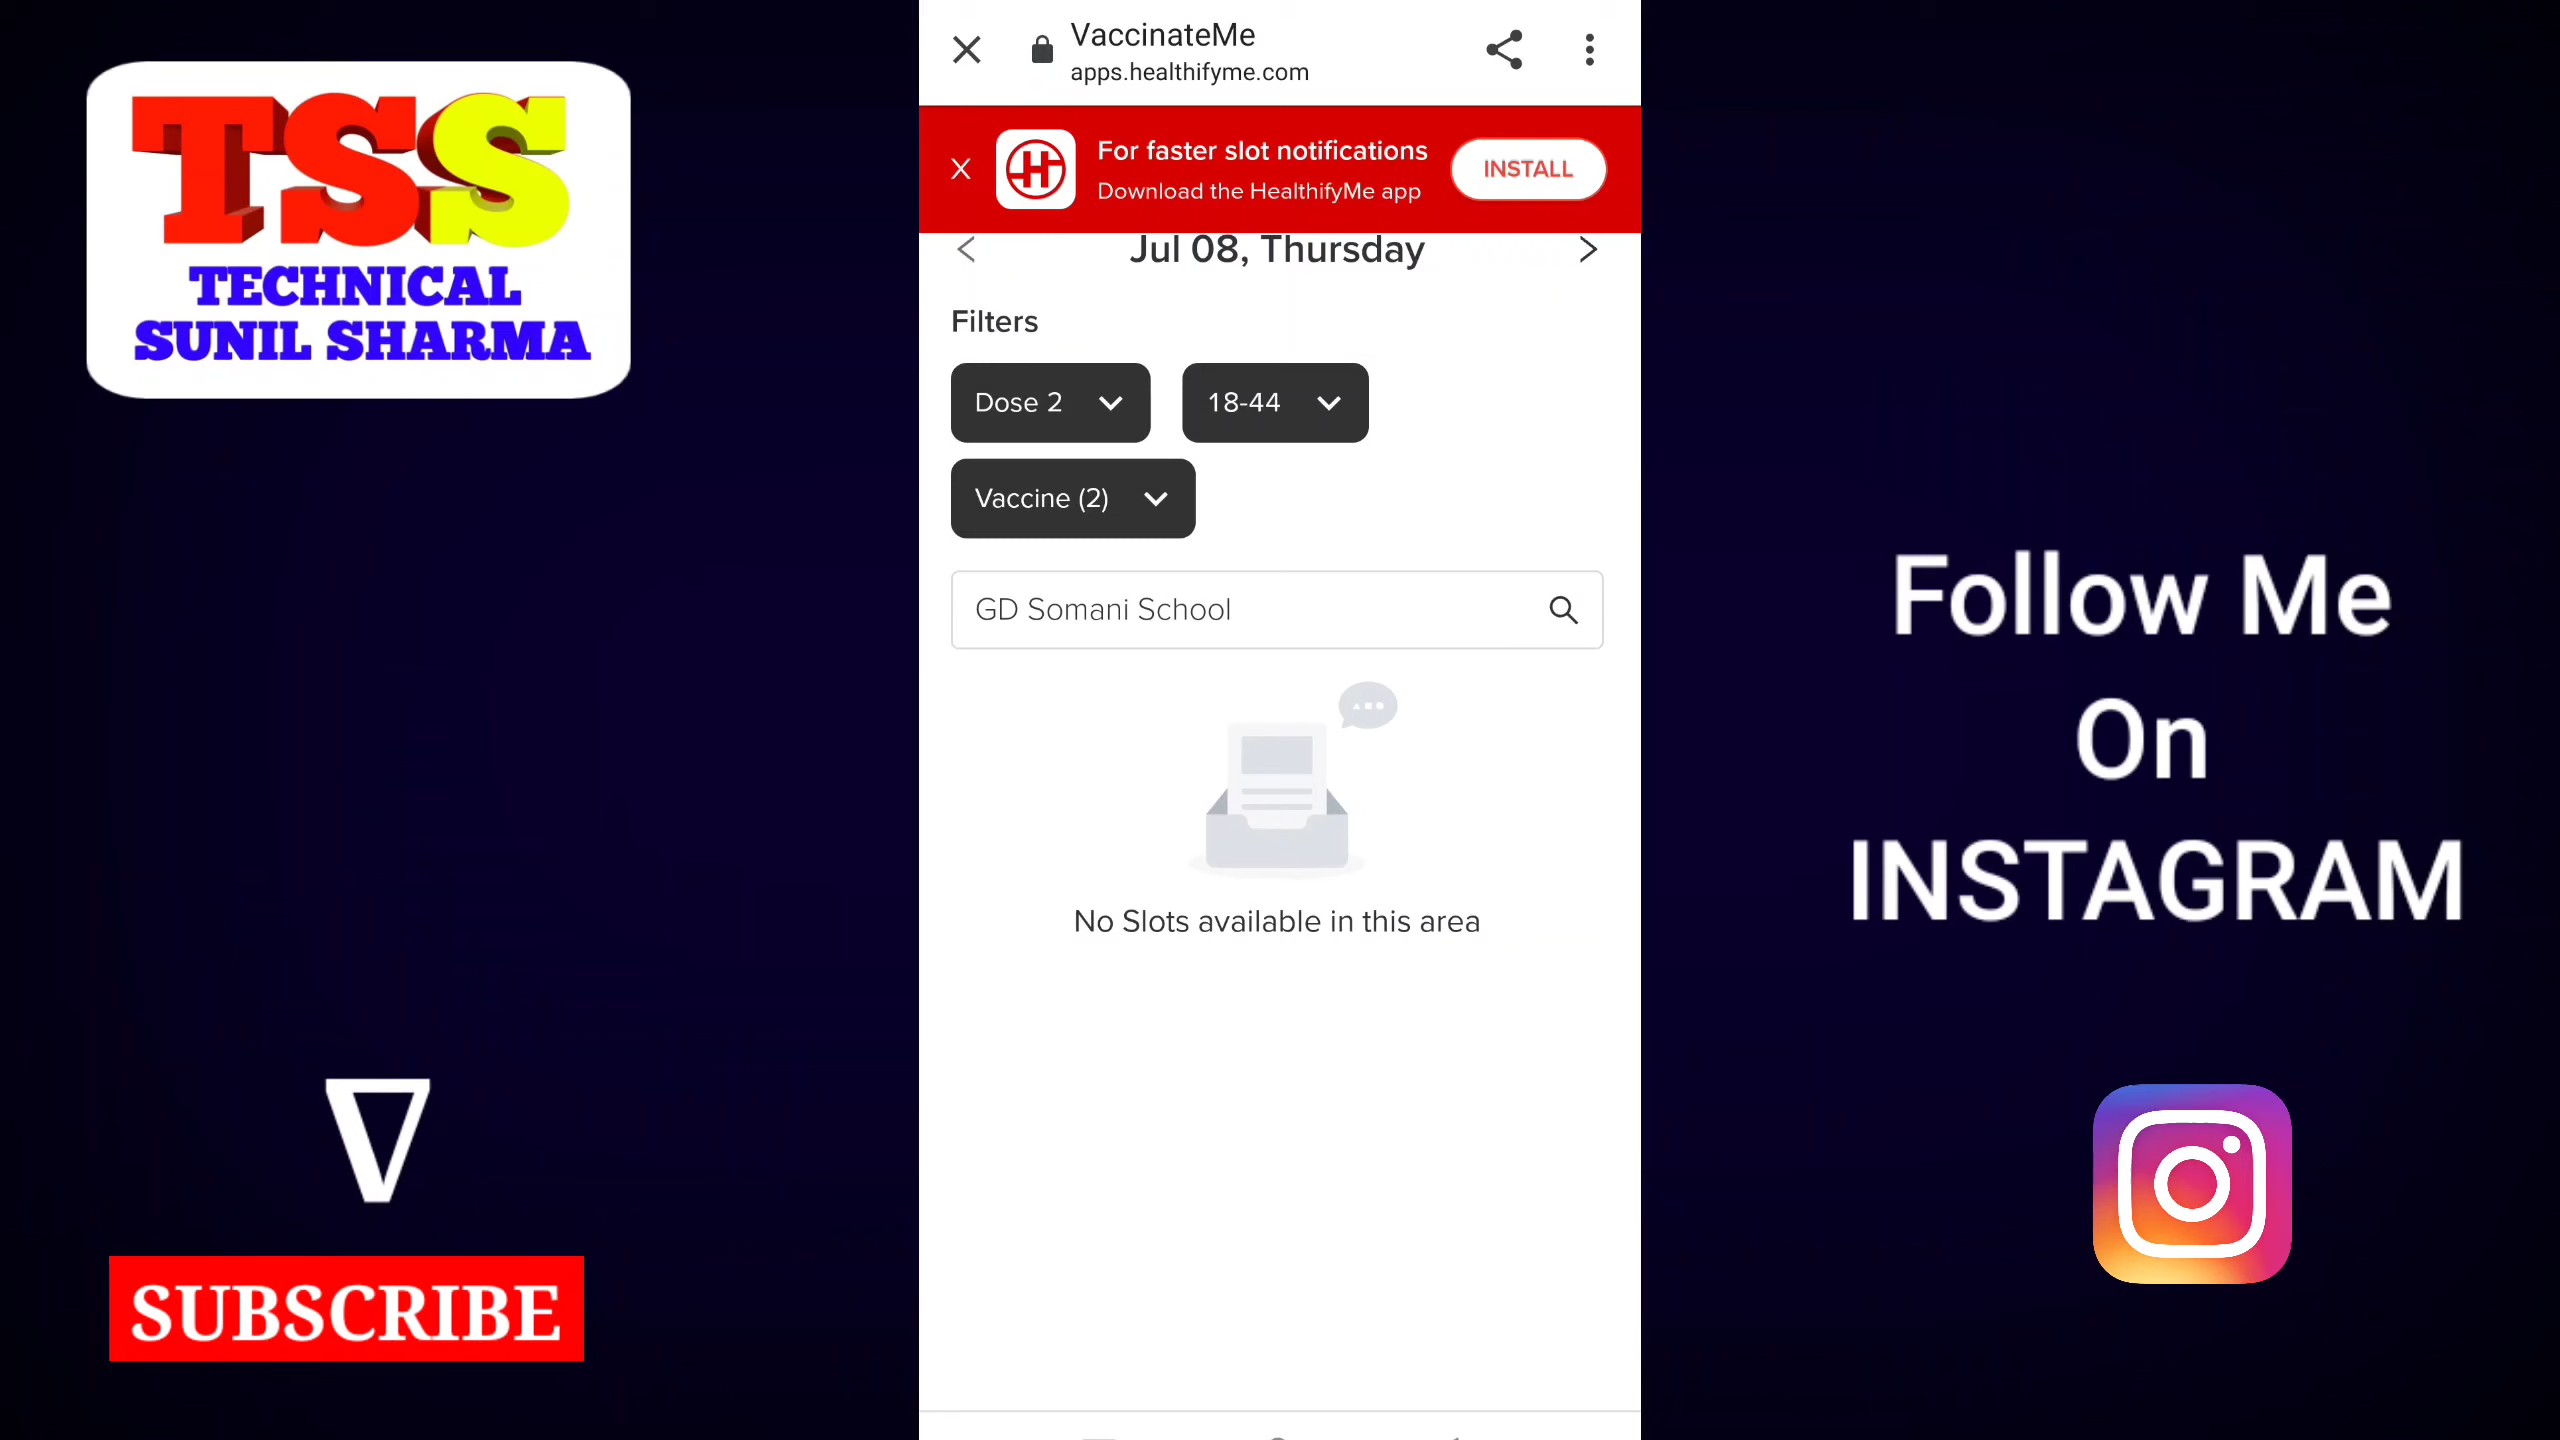 TSS
TECHNICAL
SUNIL SHARMA
SUBSCRIBE
VaccinateMe
apps.healthifyme.com
X
For faster slot notifications
Download the HealthifyMe app
INSTALL
Jul 08, Thursday
Filters
Dose 2
18-44
Vaccine (2)
GD Somani School
No Slots available in this area
Follow Me
On
INSTAGRAM